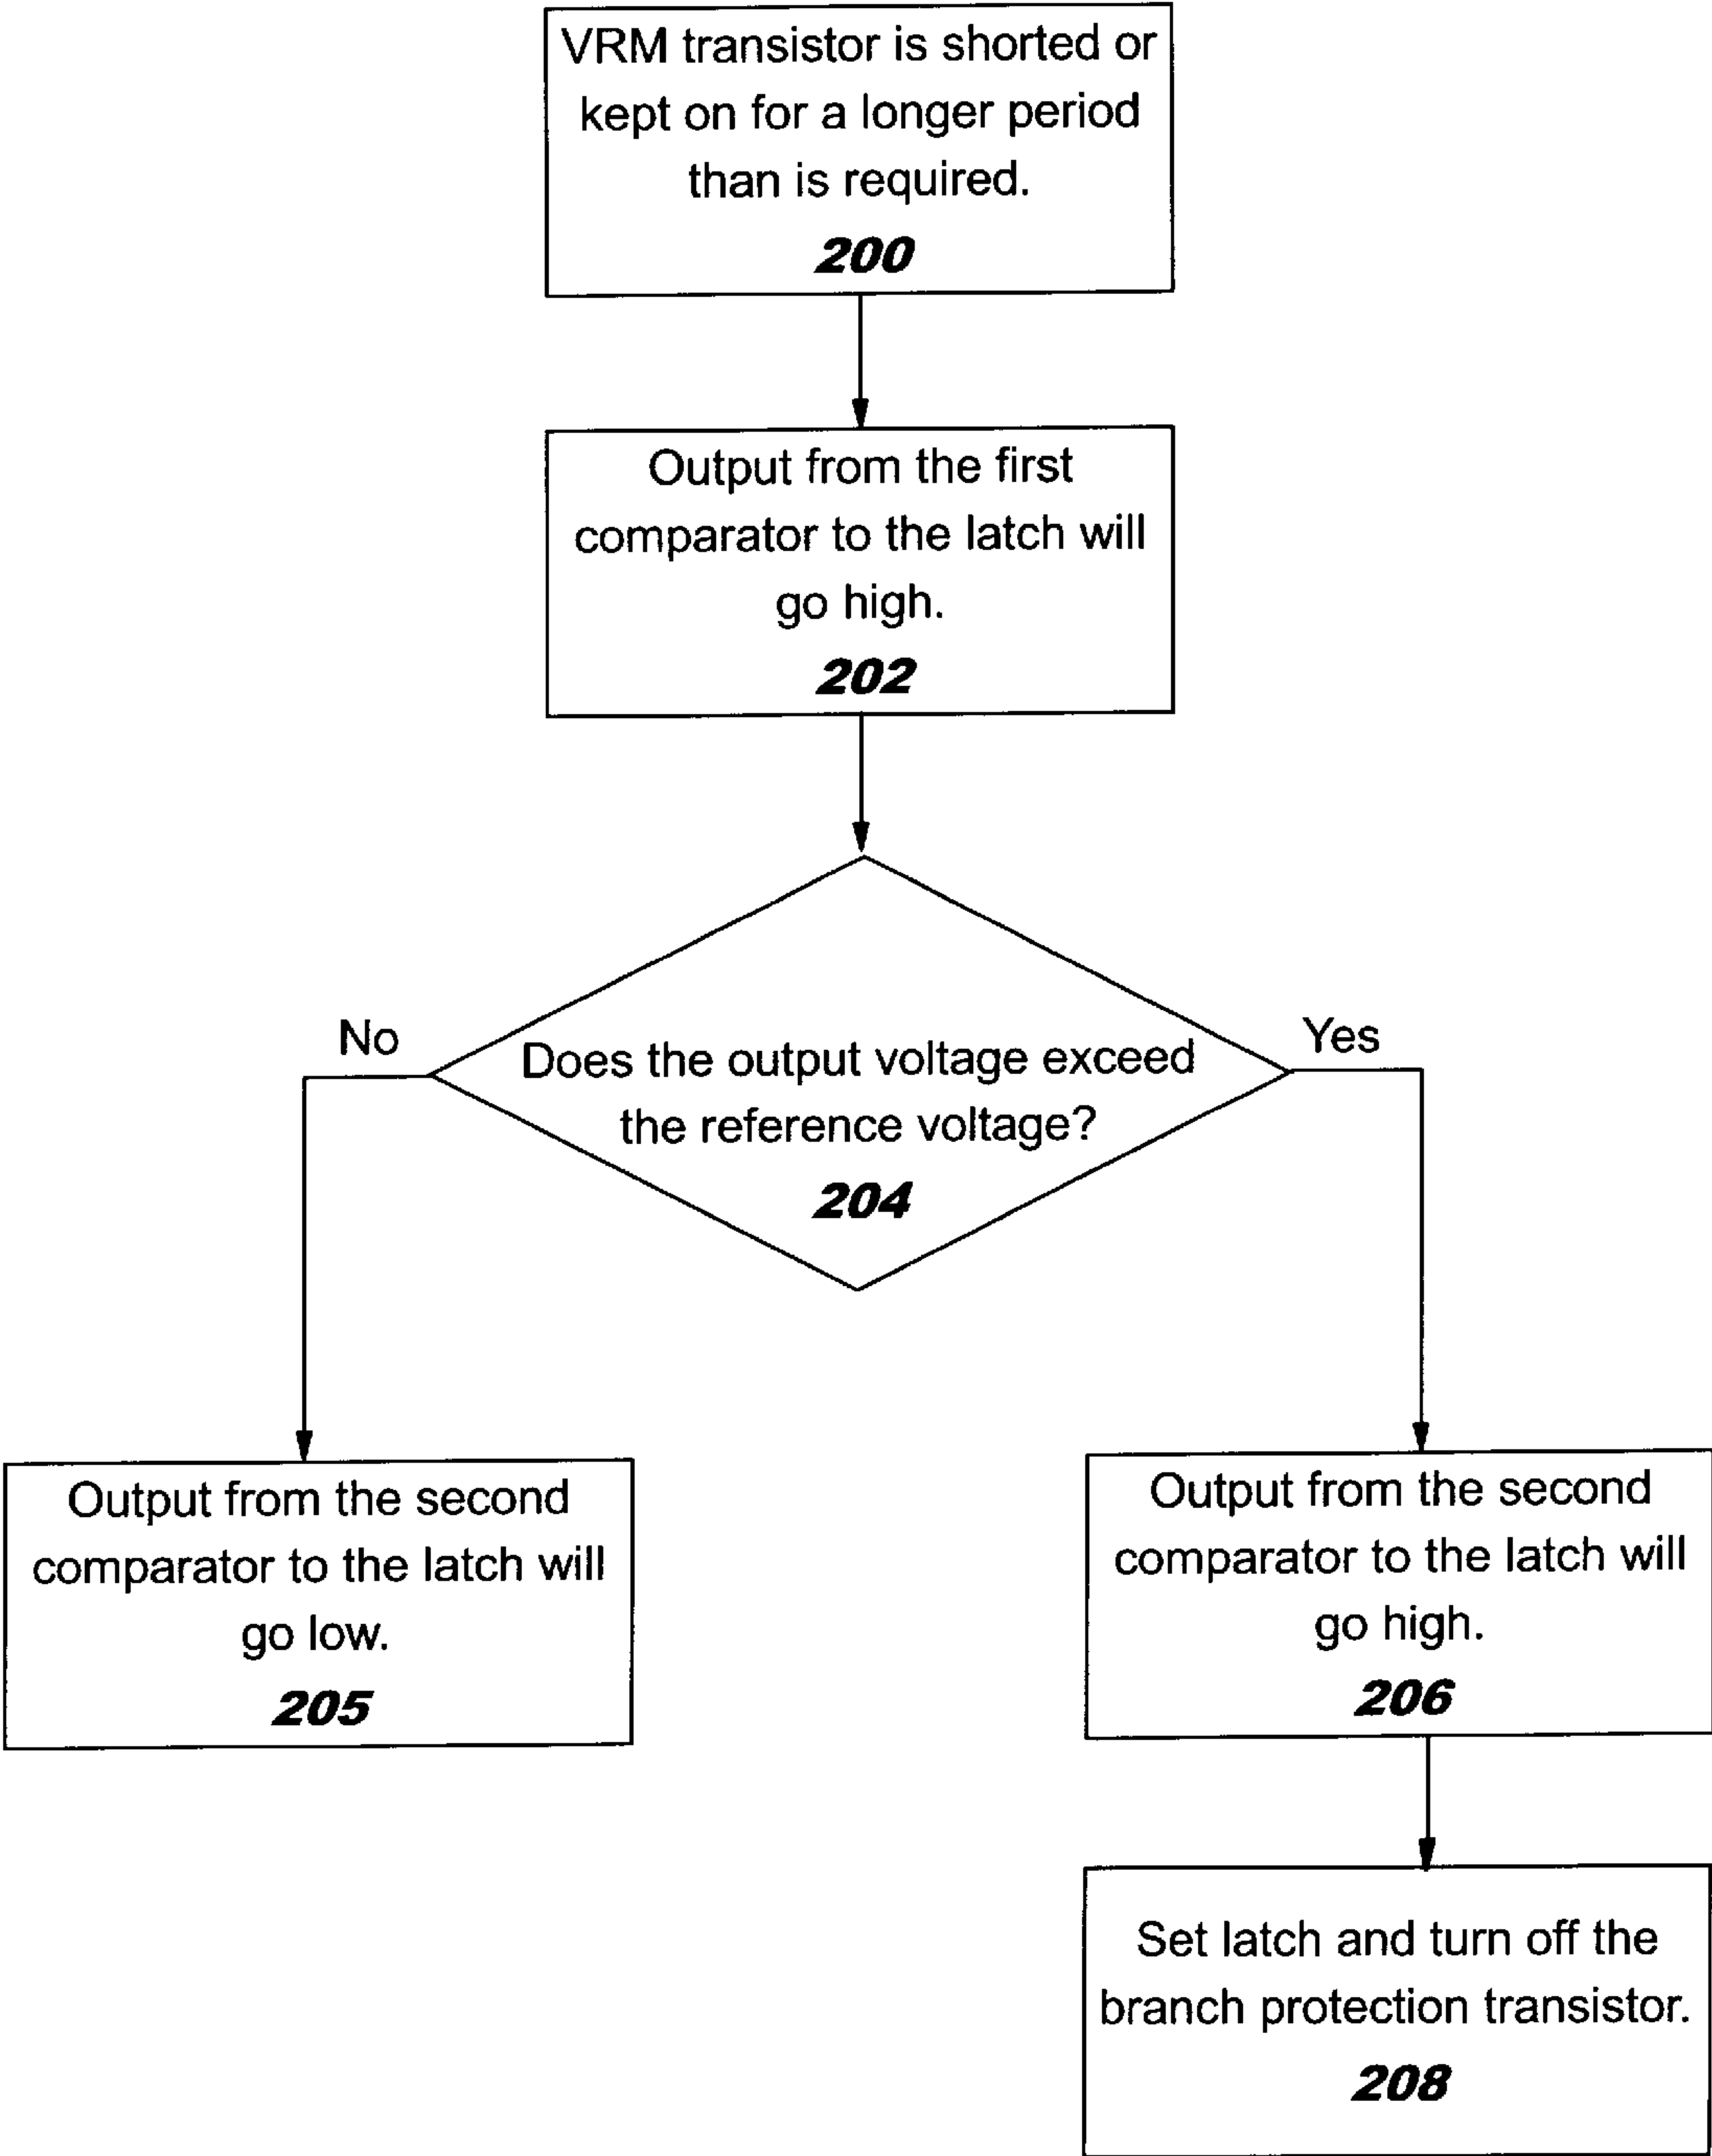 VRM transistor is shorted or
kept on for a longer period
than is required.
200
Output from the first
comparator to the latch will
go high.
202
No
Yes
Does the output voltage exceed
the reference voltage?
204
Output from the second
comparator to the latch will
go low.
205
Output from the second
comparator to the latch will
go high.
206
Set latch and turn off the
branch protection transistor.
208